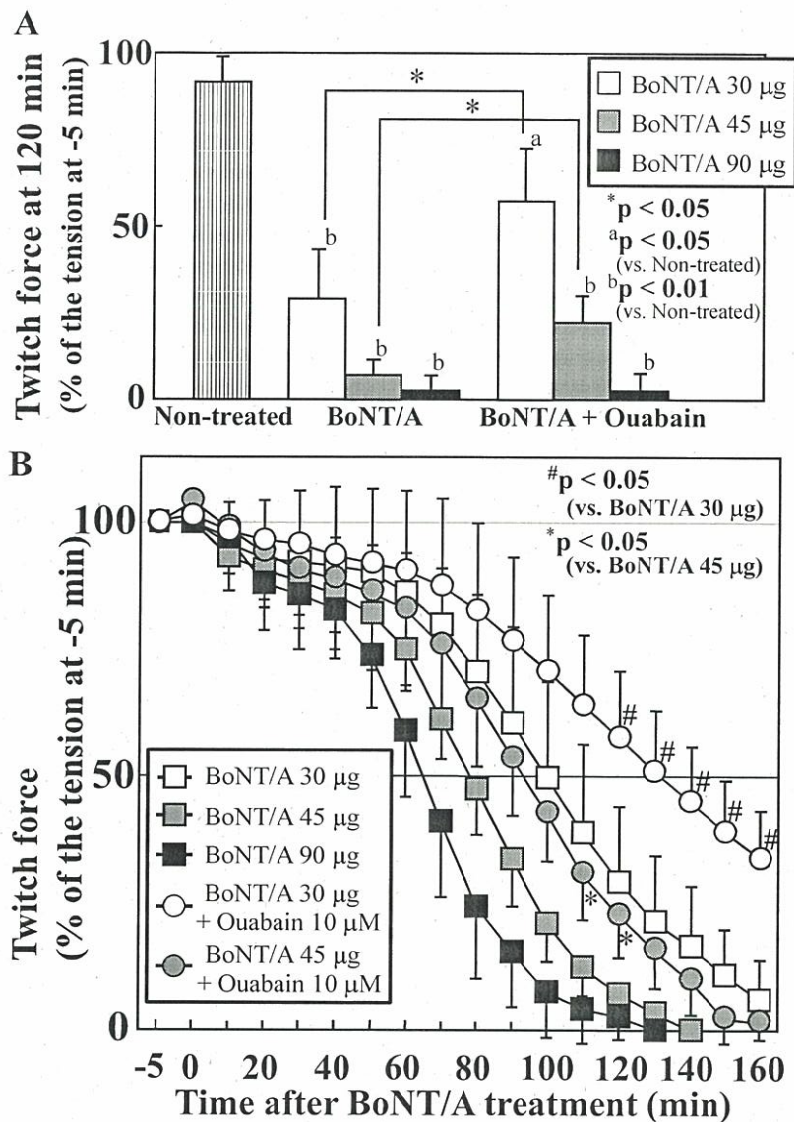 A
Twitch force at 120 min
(% of the tension at -5 min)
100
50
0
* 
*
a
b
b
b
b
b
BoNT/A 30 μg
BoNT/A 45 μg
BoNT/A 90 μg
*p < 0.05
ap < 0.05
(vs. Non-treated)
bp < 0.01
(vs. Non-treated)
Non-treated
BoNT/A
BoNT/A + Ouabain
B
Twitch force
(% of the tension at -5 min)
100
50
0
#p < 0.05
(vs. BoNT/A 30 μg)
*p < 0.05
(vs. BoNT/A 45 μg)
# # # # #
* *
BoNT/A 30 μg
BoNT/A 45 μg
BoNT/A 90 μg
BoNT/A 30 μg
+ Ouabain 10 μM
BoNT/A 45 μg
+ Ouabain 10 μM
-5 0 20 40 60 80 100 120 140 160
Time after BoNT/A treatment (min)